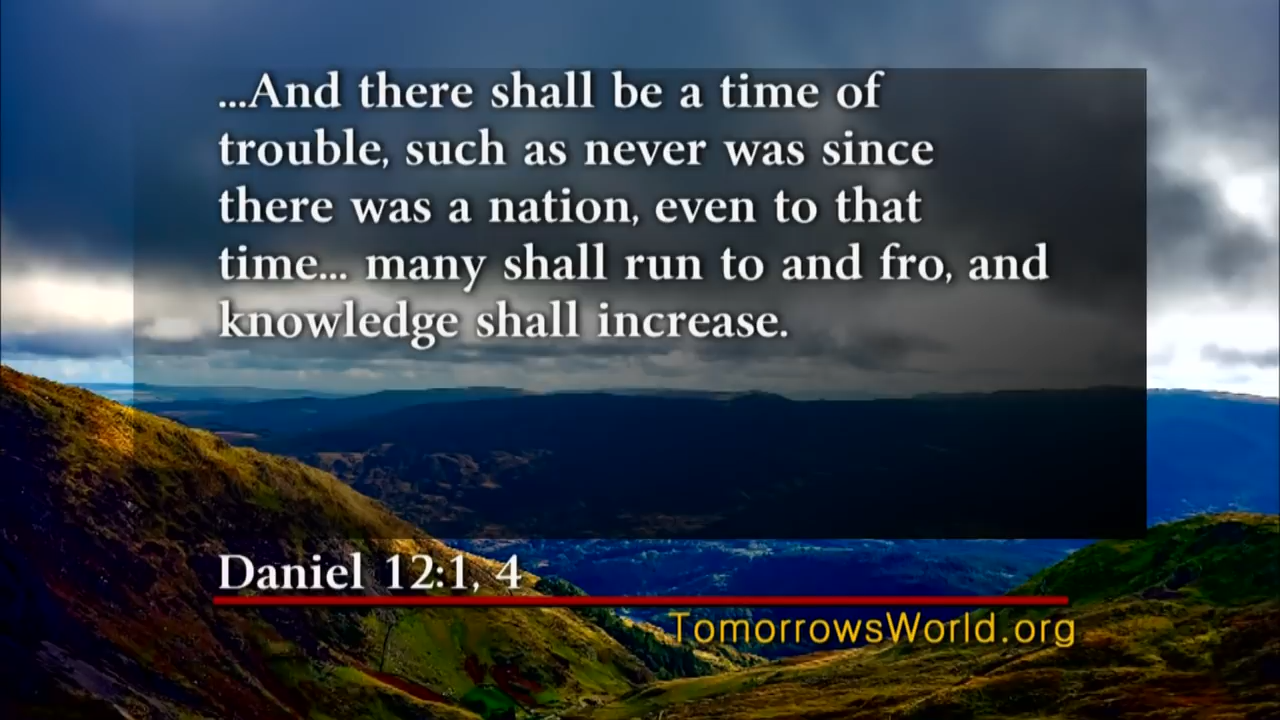 ...And there shall be a time of
trouble, such as never was since
there was a nation, even to that
time... many shall run to and fro, and
knowledge shall increase.
Daniel 12:1, 4
TomorrowsWorld.org